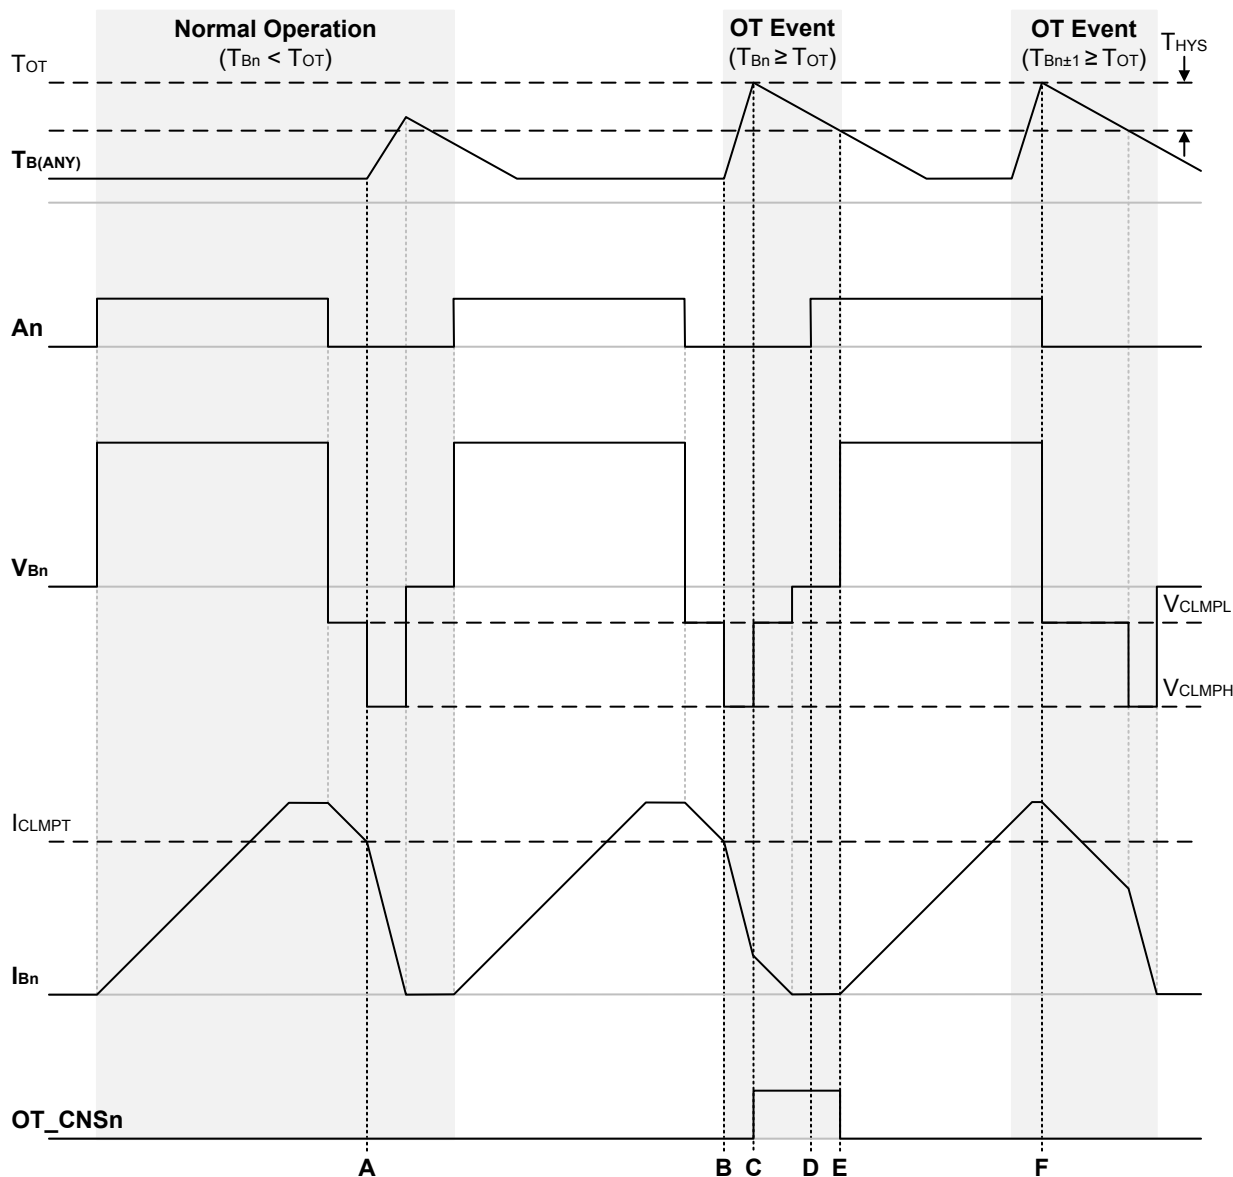 Normal Operation
(TBn < TOT)
OT Event
(TBn ≥ TOT)
OT Event
(TBn±1 ≥ TOT)
THYS
TOT
TB(ANY)
An
VBn
VCLMPL
VCLMPH
ICLMPT
IBn
OT_CNSn
A B C D E F